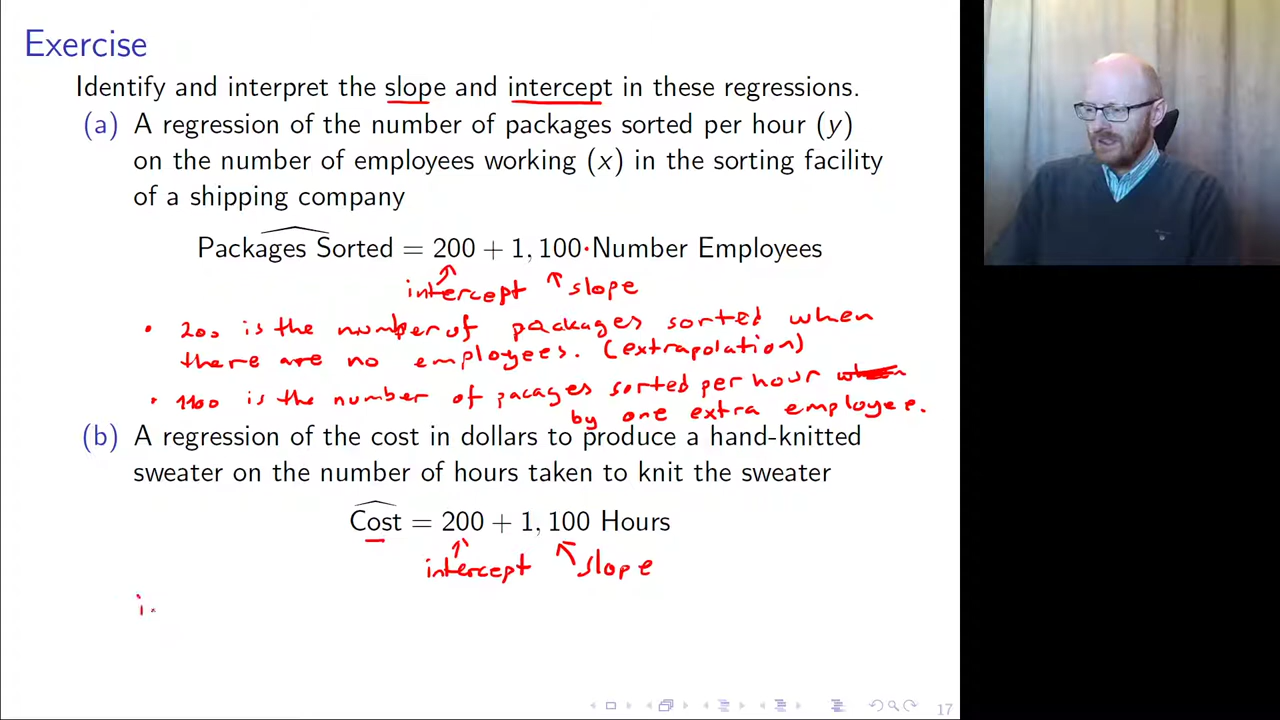 Exercise
Identify and interpret the slope and intercept in these regressions.
(a) A regression of the number of packages sorted per hour (y)
on the number of employees working (x) in the sorting facility
of a shipping company
Packages Sorted = 200 + 1, 100·Number Employees
intercept slope
• 200 is the number of packages sorted when
there are no employees. (extrapolation)
• 1100 is the number of pacages sorted per hour when
by one extra employee.
(b) A regression of the cost in dollars to produce a hand-knitted
sweater on the number of hours taken to knit the sweater
Cost = 200 + 1, 100 Hours
intercept slope
i
17